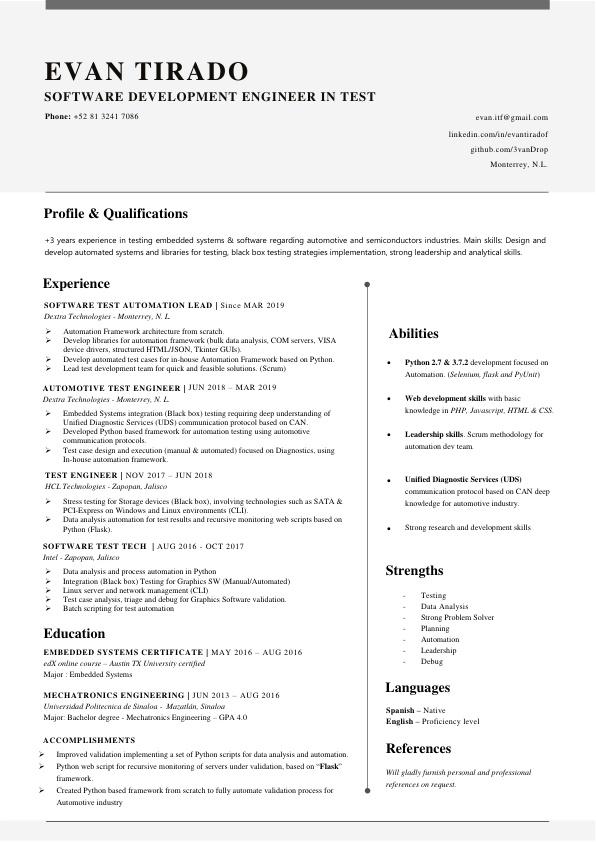 EVAN TIRADO
SOFTWARE DEVELOPMENT ENGINEER IN TEST
Phone: +52 81 3241 7086
evan.itf@gmail.com
linkedin.com/in/evantiradof
github.com/3vanDrop
Monterrey, N.L.
Profile & Qualifications
+3 years experience in testing embedded systems & software regarding automotive and semiconductors industries. Main skills: Design and
develop automated systems and libraries for testing, black box testing strategies implementation, strong leadership and analytical skills.
Experience
SOFTWARE TEST AUTOMATION LEAD | Since MAR 2019
Dextra Technologies - Monterrey, N. L.
➢ Automation Framework architecture from scratch.
➢ Develop libraries for automation framework (bulk data analysis, COM servers, VISA
device drivers, structured HTML/JSON, Tkinter GUIs).
➢ Develop automated test cases for in-house Automation Framework based on Python.
➢ Lead test development team for quick and feasible solutions. (Scrum)
AUTOMOTIVE TEST ENGINEER | JUN 2018 – MAR 2019
Dextra Technologies - Monterrey, N. L.
➢ Embedded Systems integration (Black box) testing requiring deep understanding of
Unified Diagnostic Services (UDS) communication protocol based on CAN.
➢ Developed Python based framework for automation testing using automotive
communication protocols.
➢ Test case design and execution (manual & automated) focused on Diagnostics, using
In-house automation framework.
TEST ENGINEER | NOV 2017 – JUN 2018
HCL Technologies - Zapopan, Jalisco
➢ Stress testing for Storage devices (Black box), involving technologies such as SATA &
PCI-Express on Windows and Linux environments (CLI).
➢ Data analysis automation for test results and recursive monitoring web scripts based on
Python (Flask).
SOFTWARE TEST TECH | AUG 2016 - OCT 2017
Intel - Zapopan, Jalisco
➢ Data analysis and process automation in Python
➢ Integration (Black box) Testing for Graphics SW (Manual/Automated)
➢ Linux server and network management (CLI)
➢ Test case analysis, triage and debug for Graphics Software validation.
➢ Batch scripting for test automation
Education
EMBEDDED SYSTEMS CERTIFICATE | MAY 2016 – AUG 2016
edX online course – Austin TX University certified
Major : Embedded Systems
MECHATRONICS ENGINEERING | JUN 2013 – AUG 2016
Universidad Politecnica de Sinaloa - Mazatlán, Sinaloa
Major: Bachelor degree - Mechatronics Engineering – GPA 4.0
ACCOMPLISHMENTS
➢ Improved validation implementing a set of Python scripts for data analysis and automation.
➢ Python web script for recursive monitoring of servers under validation, based on “Flask”
framework.
➢ Created Python based framework from scratch to fully automate validation process for
Automotive industry
Abilities
• Python 2.7 & 3.7.2 development focused on
Automation. (Selenium, flask and PyUnit)
• Web development skills with basic
knowledge in PHP, Javascript, HTML & CSS.
• Leadership skills. Scrum methodology for
automation dev team.
• Unified Diagnostic Services (UDS)
communication protocol based on CAN deep
knowledge for automotive industry.
• Strong research and development skills
Strengths
- Testing
- Data Analysis
- Strong Problem Solver
- Planning
- Automation
- Leadership
- Debug
Languages
Spanish – Native
English – Proficiency level
References
Will gladly furnish personal and professional
references on request.